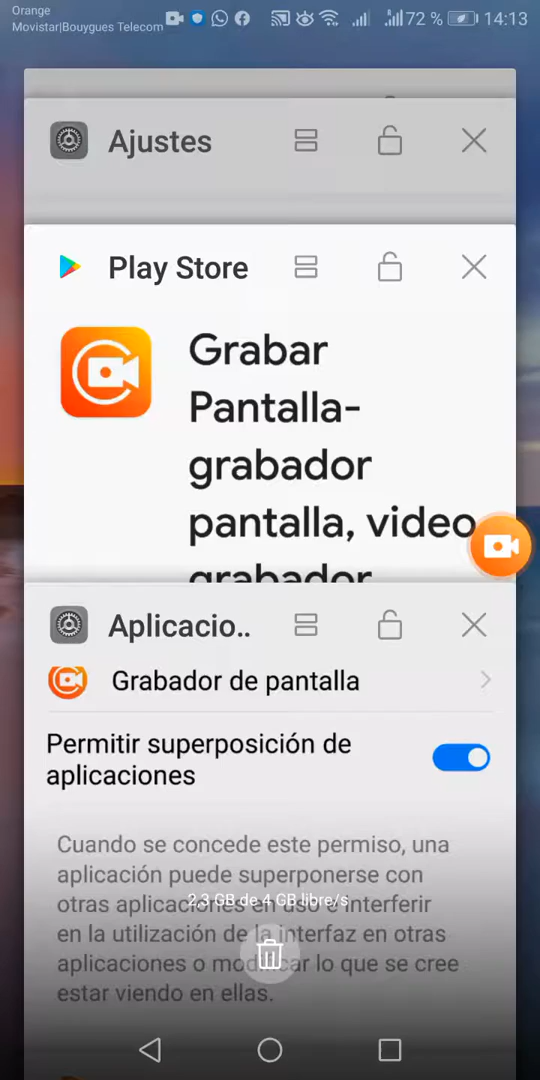 Orange
Movistar|Bouygues Telecom
72 % 14:13
Ajustes
Play Store
Grabar
Pantalla-
grabador
pantalla, video
grabador
Aplicacio..
Grabador de pantalla
Permitir superposición de
aplicaciones
Cuando se concede este permiso, una
aplicación puede superponerse con
otras aplicaciones en uso e interferir
2,3 GB de 4 GB libre/s
en la utilización de la interfaz en otras
aplicaciones o modificar lo que se cree
estar viendo en ellas.